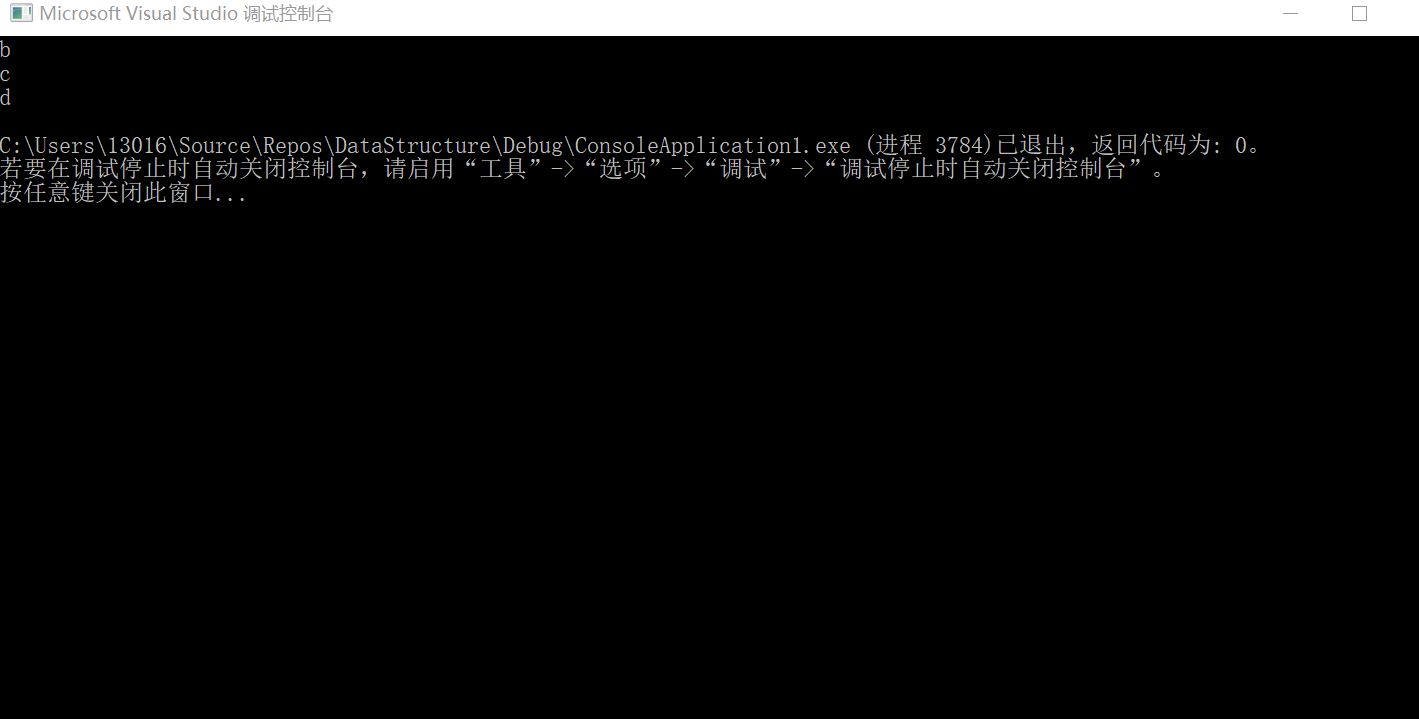 Microsoft Visual Studio 调试控制台
b
c
d
C:\Users\13016\Source\Repos\DataStructure\Debug\ConsoleApplication1.exe (进程 3784)已退出，返回代码为: 0。
若要在调试停止时自动关闭控制台，请启用“工具”->“选项”->“调试”->“调试停止时自动关闭控制台”。
按任意键关闭此窗口...